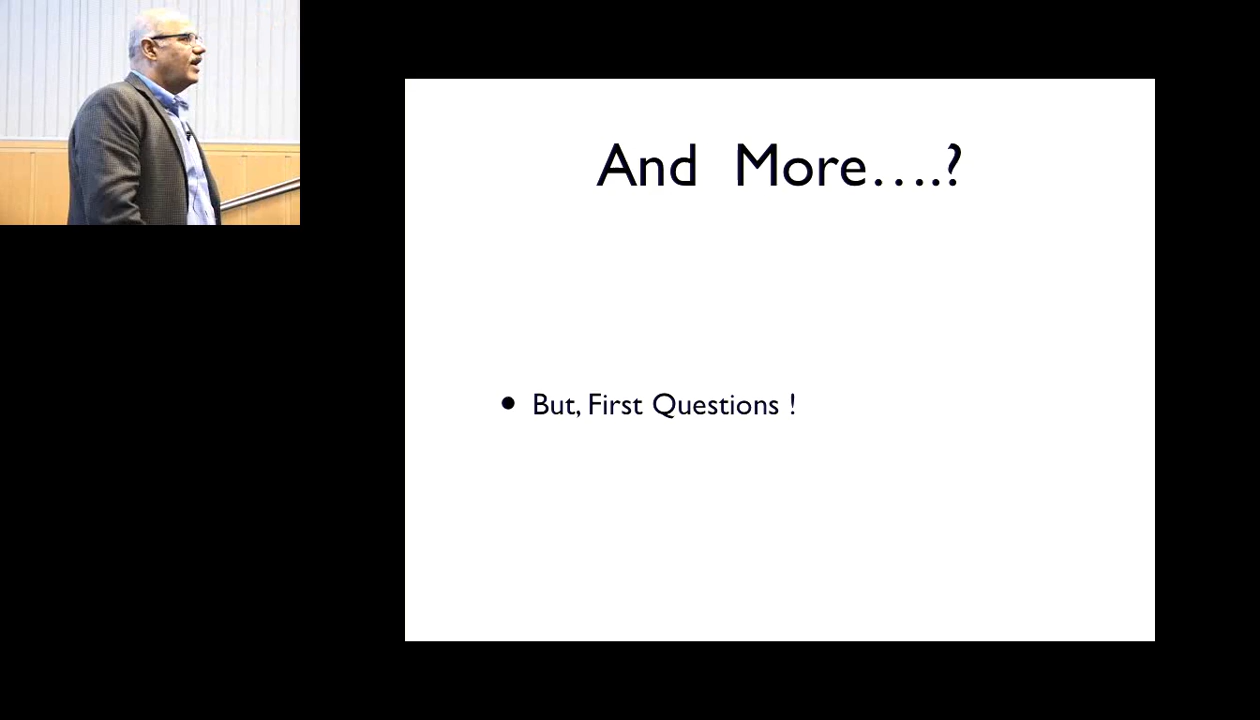 And More….?
• But, First Questions !